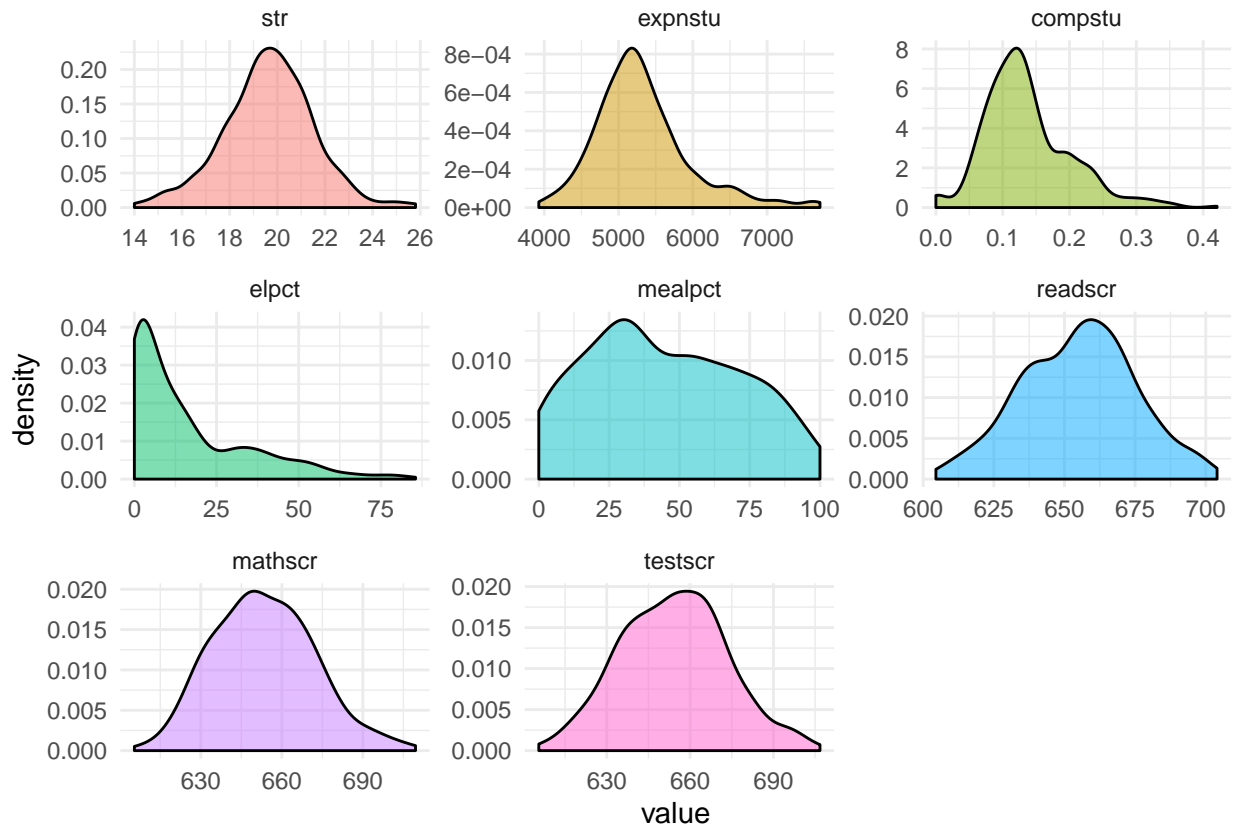 str
0.20
0.15
0.10
0.05
0.00
14 16 18 20 22 24 26
expnstu
8e−04
6e−04
4e−04
2e−04
0e+00
4000 5000 6000 7000
compstu
8
6
4
2
0
0.0 0.1 0.2 0.3 0.4
elpct
0.04
0.03
0.02
0.01
0.00
0 25 50 75
mealpct
0.010
0.005
0.000
0 25 50 75 100
readscr
0.020
0.015
0.010
0.005
0.000
600 625 650 675 700
mathscr
0.020
0.015
0.010
0.005
0.000
630 660 690
testscr
0.020
0.015
0.010
0.005
0.000
630 660 690
density
value